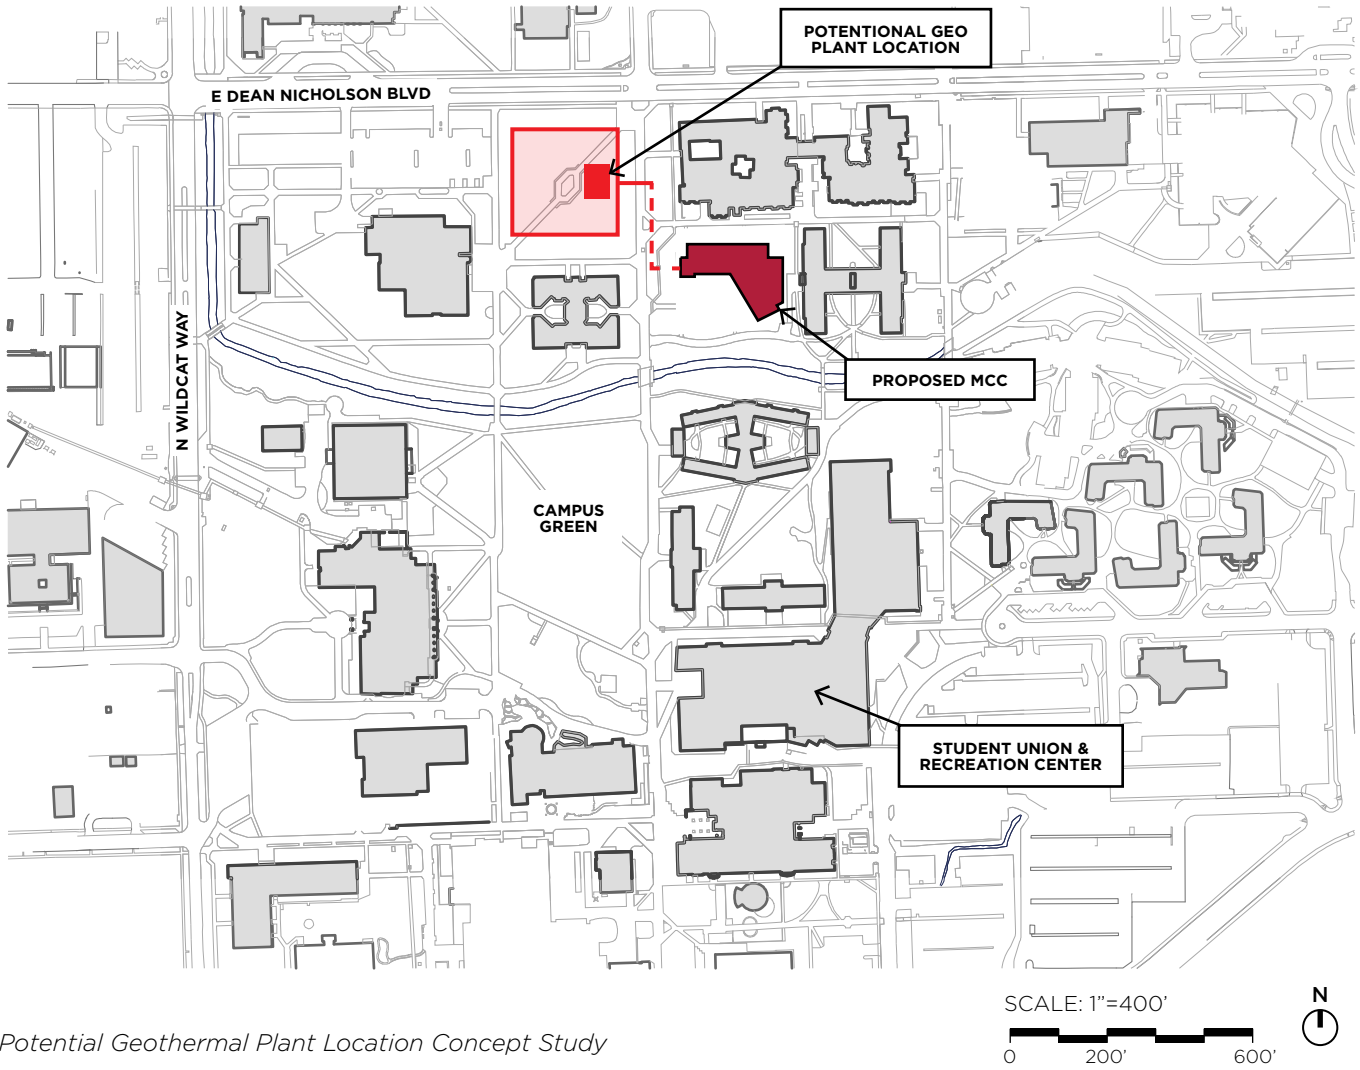 POTENTIONAL GEO
PLANT LOCATION
E DEAN NICHOLSON BLVD
N WILDCAT WAY
PROPOSED MCC
CAMPUS
GREEN
STUDENT UNION &
RECREATION CENTER
SCALE: 1”=400’
N
0 200’ 600’
Potential Geothermal Plant Location Concept Study